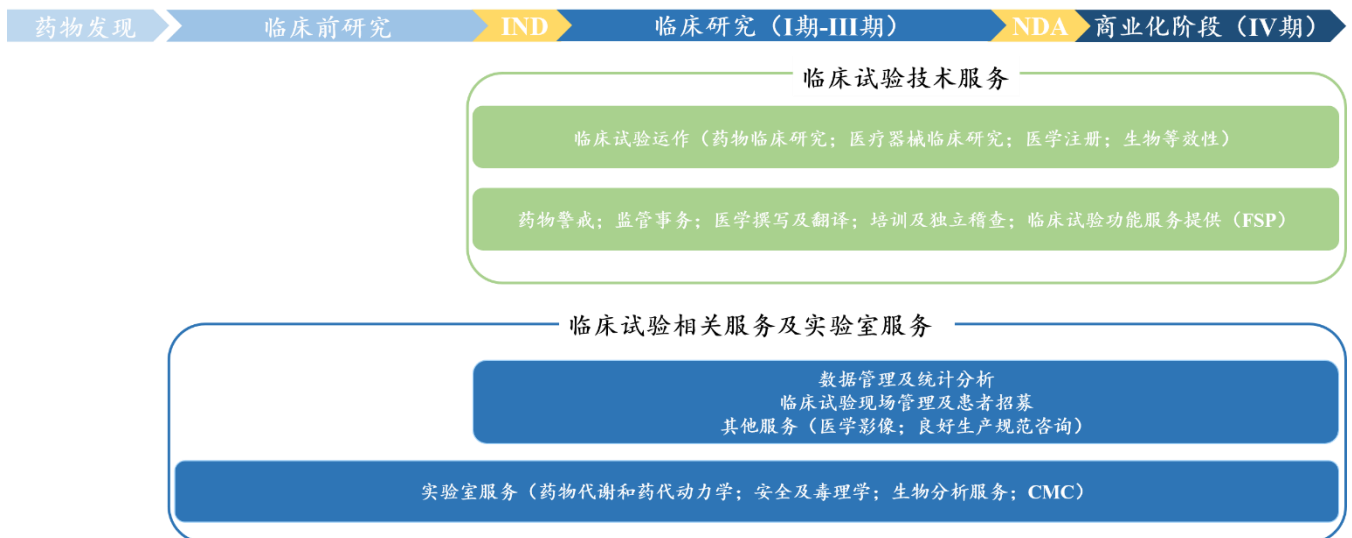 药物发现
临床前研究
IND
临床研究（I期-III期）
NDA
商业化阶段（IV期）
临床试验技术服务
临床试验运作（药物临床研究；医疗器械临床研究；医学注册；生物等效性）
药物警戒；监管事务；医学撰写及翻译；培训及独立稽查；临床试验功能服务提供（FSP）
临床试验相关服务及实验室服务
数据管理及统计分析
临床试验现场管理及患者招募
其他服务（医学影像；良好生产规范咨询）
实验室服务（药物代谢和药代动力学；安全及毒理学；生物分析服务；CMC）